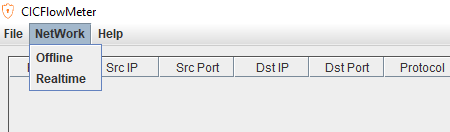 CICFlowMeter
File NetWork Help
Offline
Realtime
Src IP Src Port Dst IP Dst Port Protocol